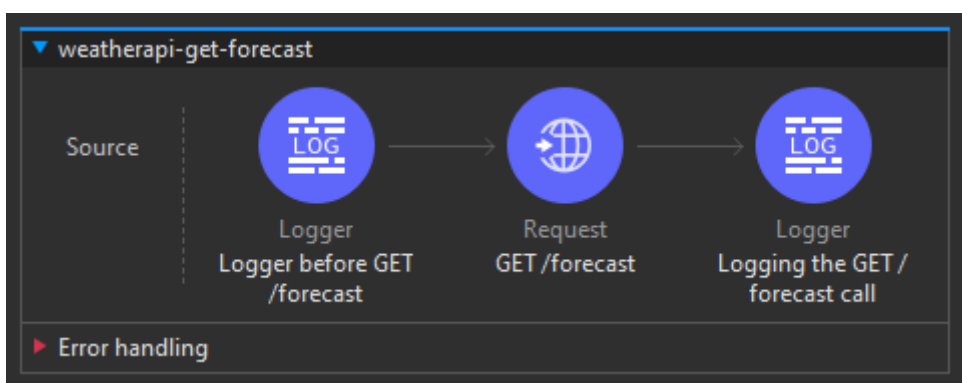 weatherapi-get-forecast
Source
LOG
LOG
Logger
Request
Logger
Logger before GET
/forecast
GET /forecast
Logging the GET /
forecast call
Error handling